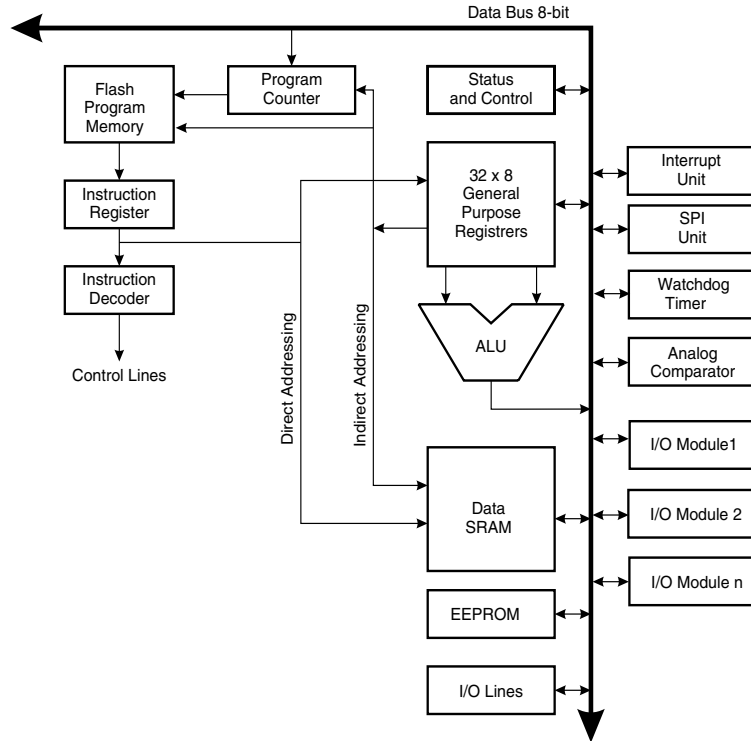 Data Bus 8-bit
Flash
Program
Memory
Program
Counter
Status
and Control
Interrupt
Unit
32 x 8
General
Purpose
Registrers
Instruction
Register
SPI
Unit
Instruction
Decoder
Watchdog
Timer
Direct Addressing
Indirect Addressing
ALU
Analog
Comparator
Control Lines
I/O Module1
Data
SRAM
I/O Module 2
I/O Module n
EEPROM
I/O Lines